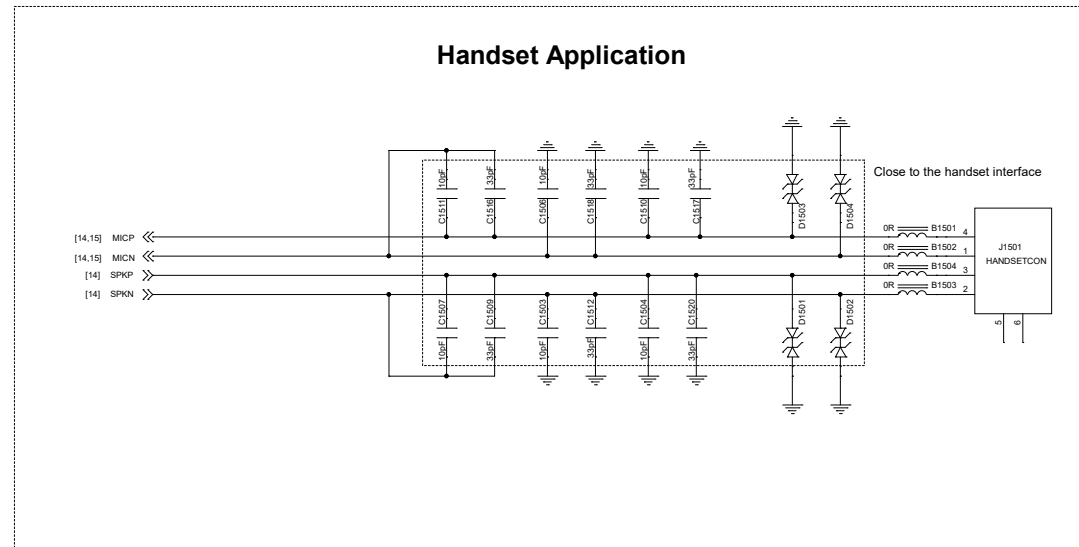 Handset Application
10pF 33pF 10pF 33pF 10pF 33pF
C1511 C1516 C1506 C1518 C1510 C1517 D1503 D1504
Close to the handset interface
[14,15] MICP 0R B1501 4
[14,15] MICN 0R B1502 1
J1501
HANDSETCON
[14] SPKP 0R B1504 3
[14] SPKN 0R B1503 2
C1507 C1509 C1503 C1512 C1504 C1520 D1501 D1502
10pF 33pF 10pF 33pF 10pF 33pF
5 6